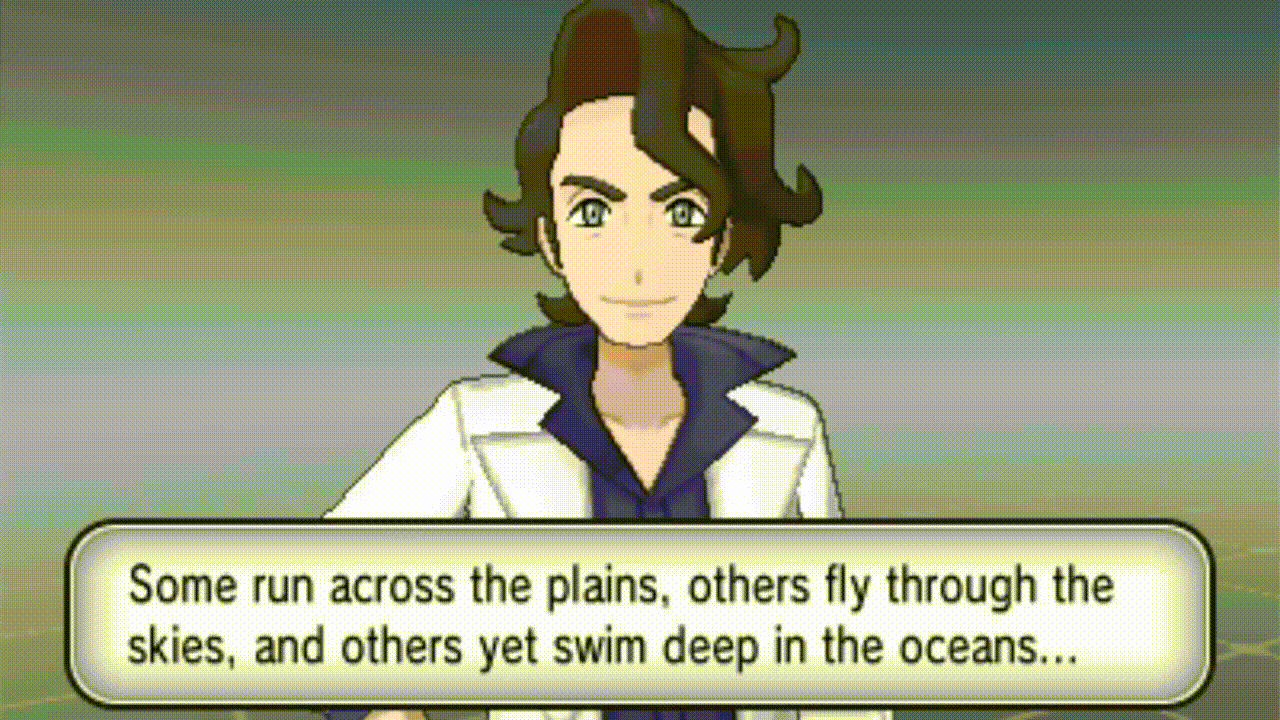 Some run across the plains, others fly through the
skies, and others yet swim deep in the oceans...